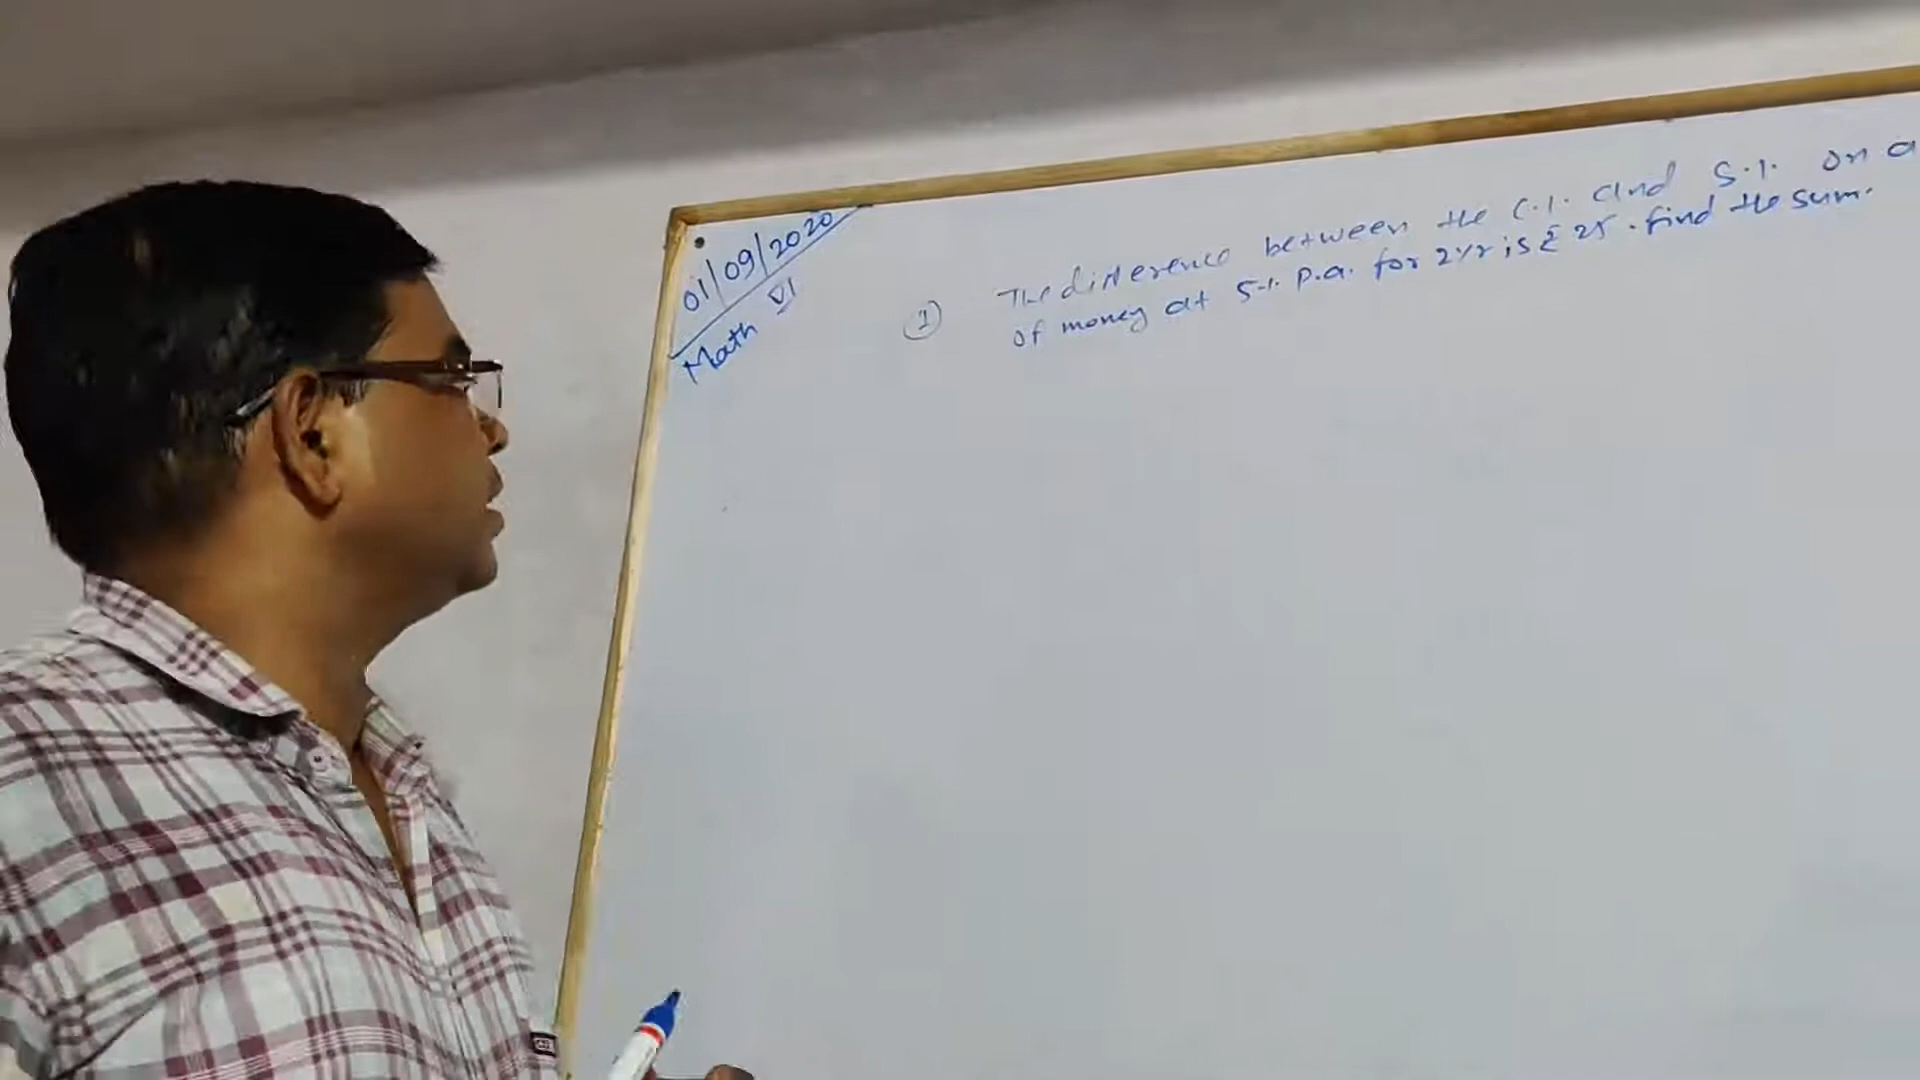 01/09/2020
Math VI
① The difference between the C.I. and S.I. on a
of money at 5% P.a. for 2yr is ₹ 25. find the sum.